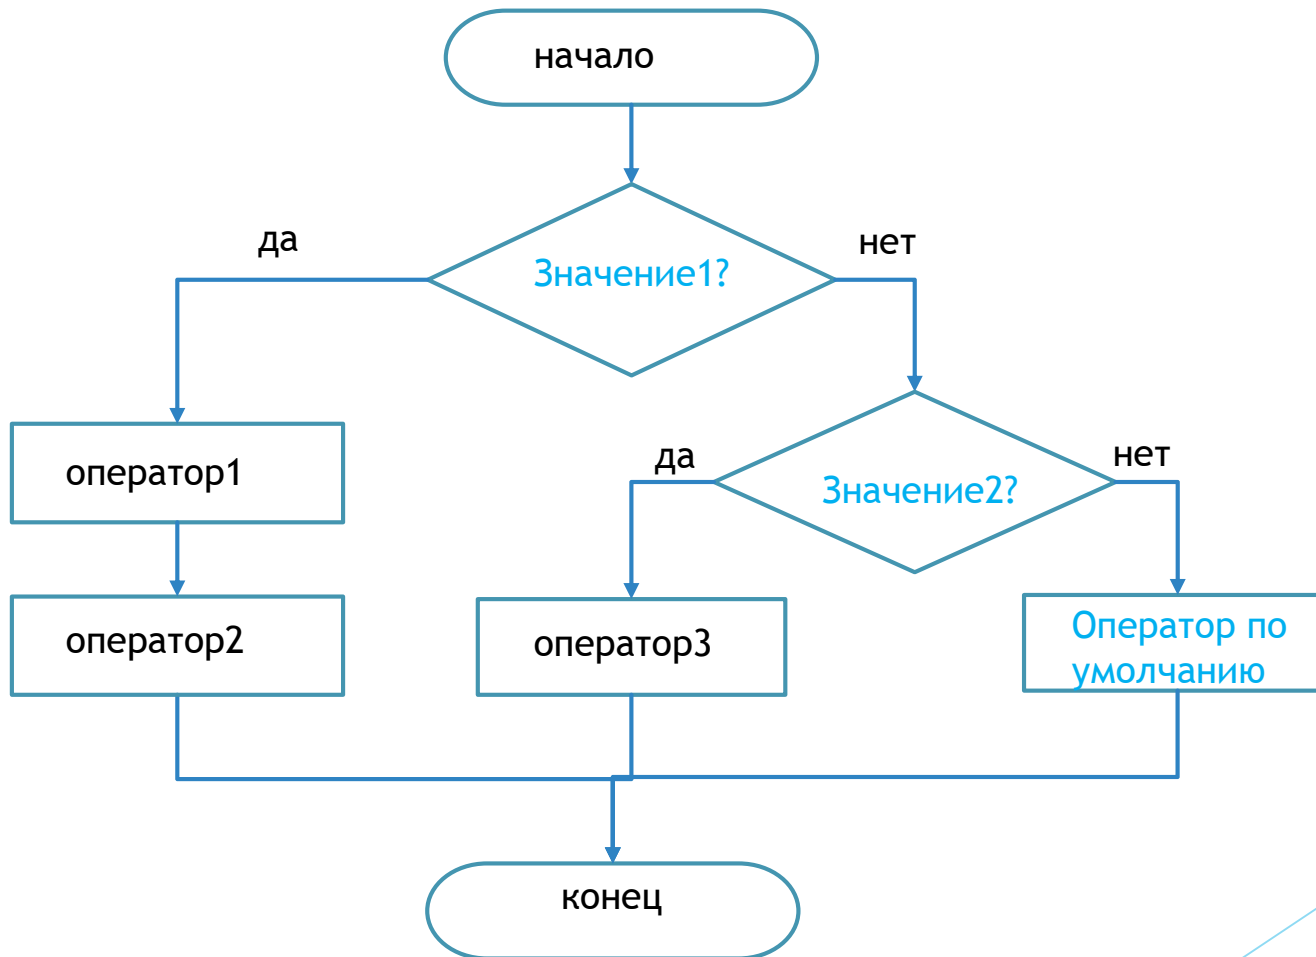 начало
да
нет
Значение1?
оператор1
да
нет
Значение2?
оператор2
оператор3
Оператор по
умолчанию
конец